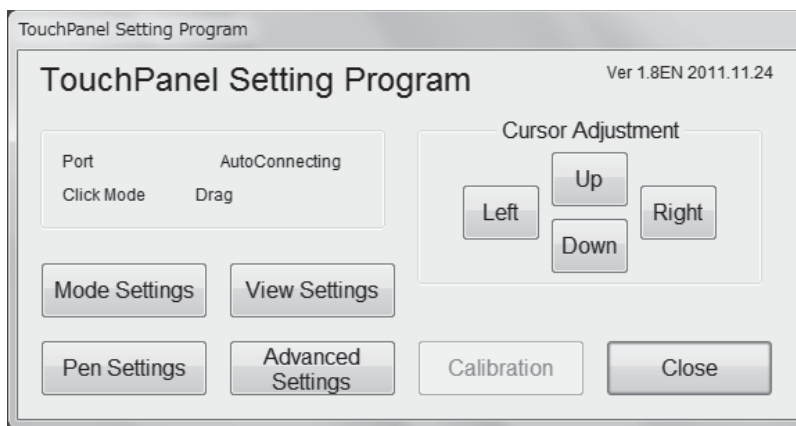 TouchPanel Setting Program
TouchPanel Setting Program
Ver 1.8EN 2011.11.24
Port AutoConnecting
Click Mode Drag
Cursor Adjustment
Up
Left
Right
Down
Mode Settings
View Settings
Pen Settings
Advanced
Settings
Calibration
Close